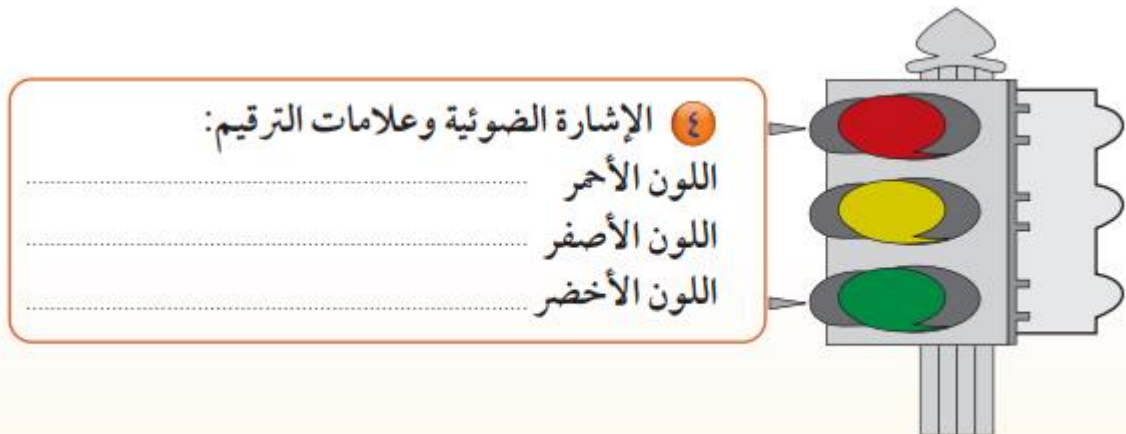 ٤ الإشارة الضوئية وعلامات الترقيم:
اللون الأحمر ........................................
اللون الأصفر ........................................
اللون الأخضر ........................................